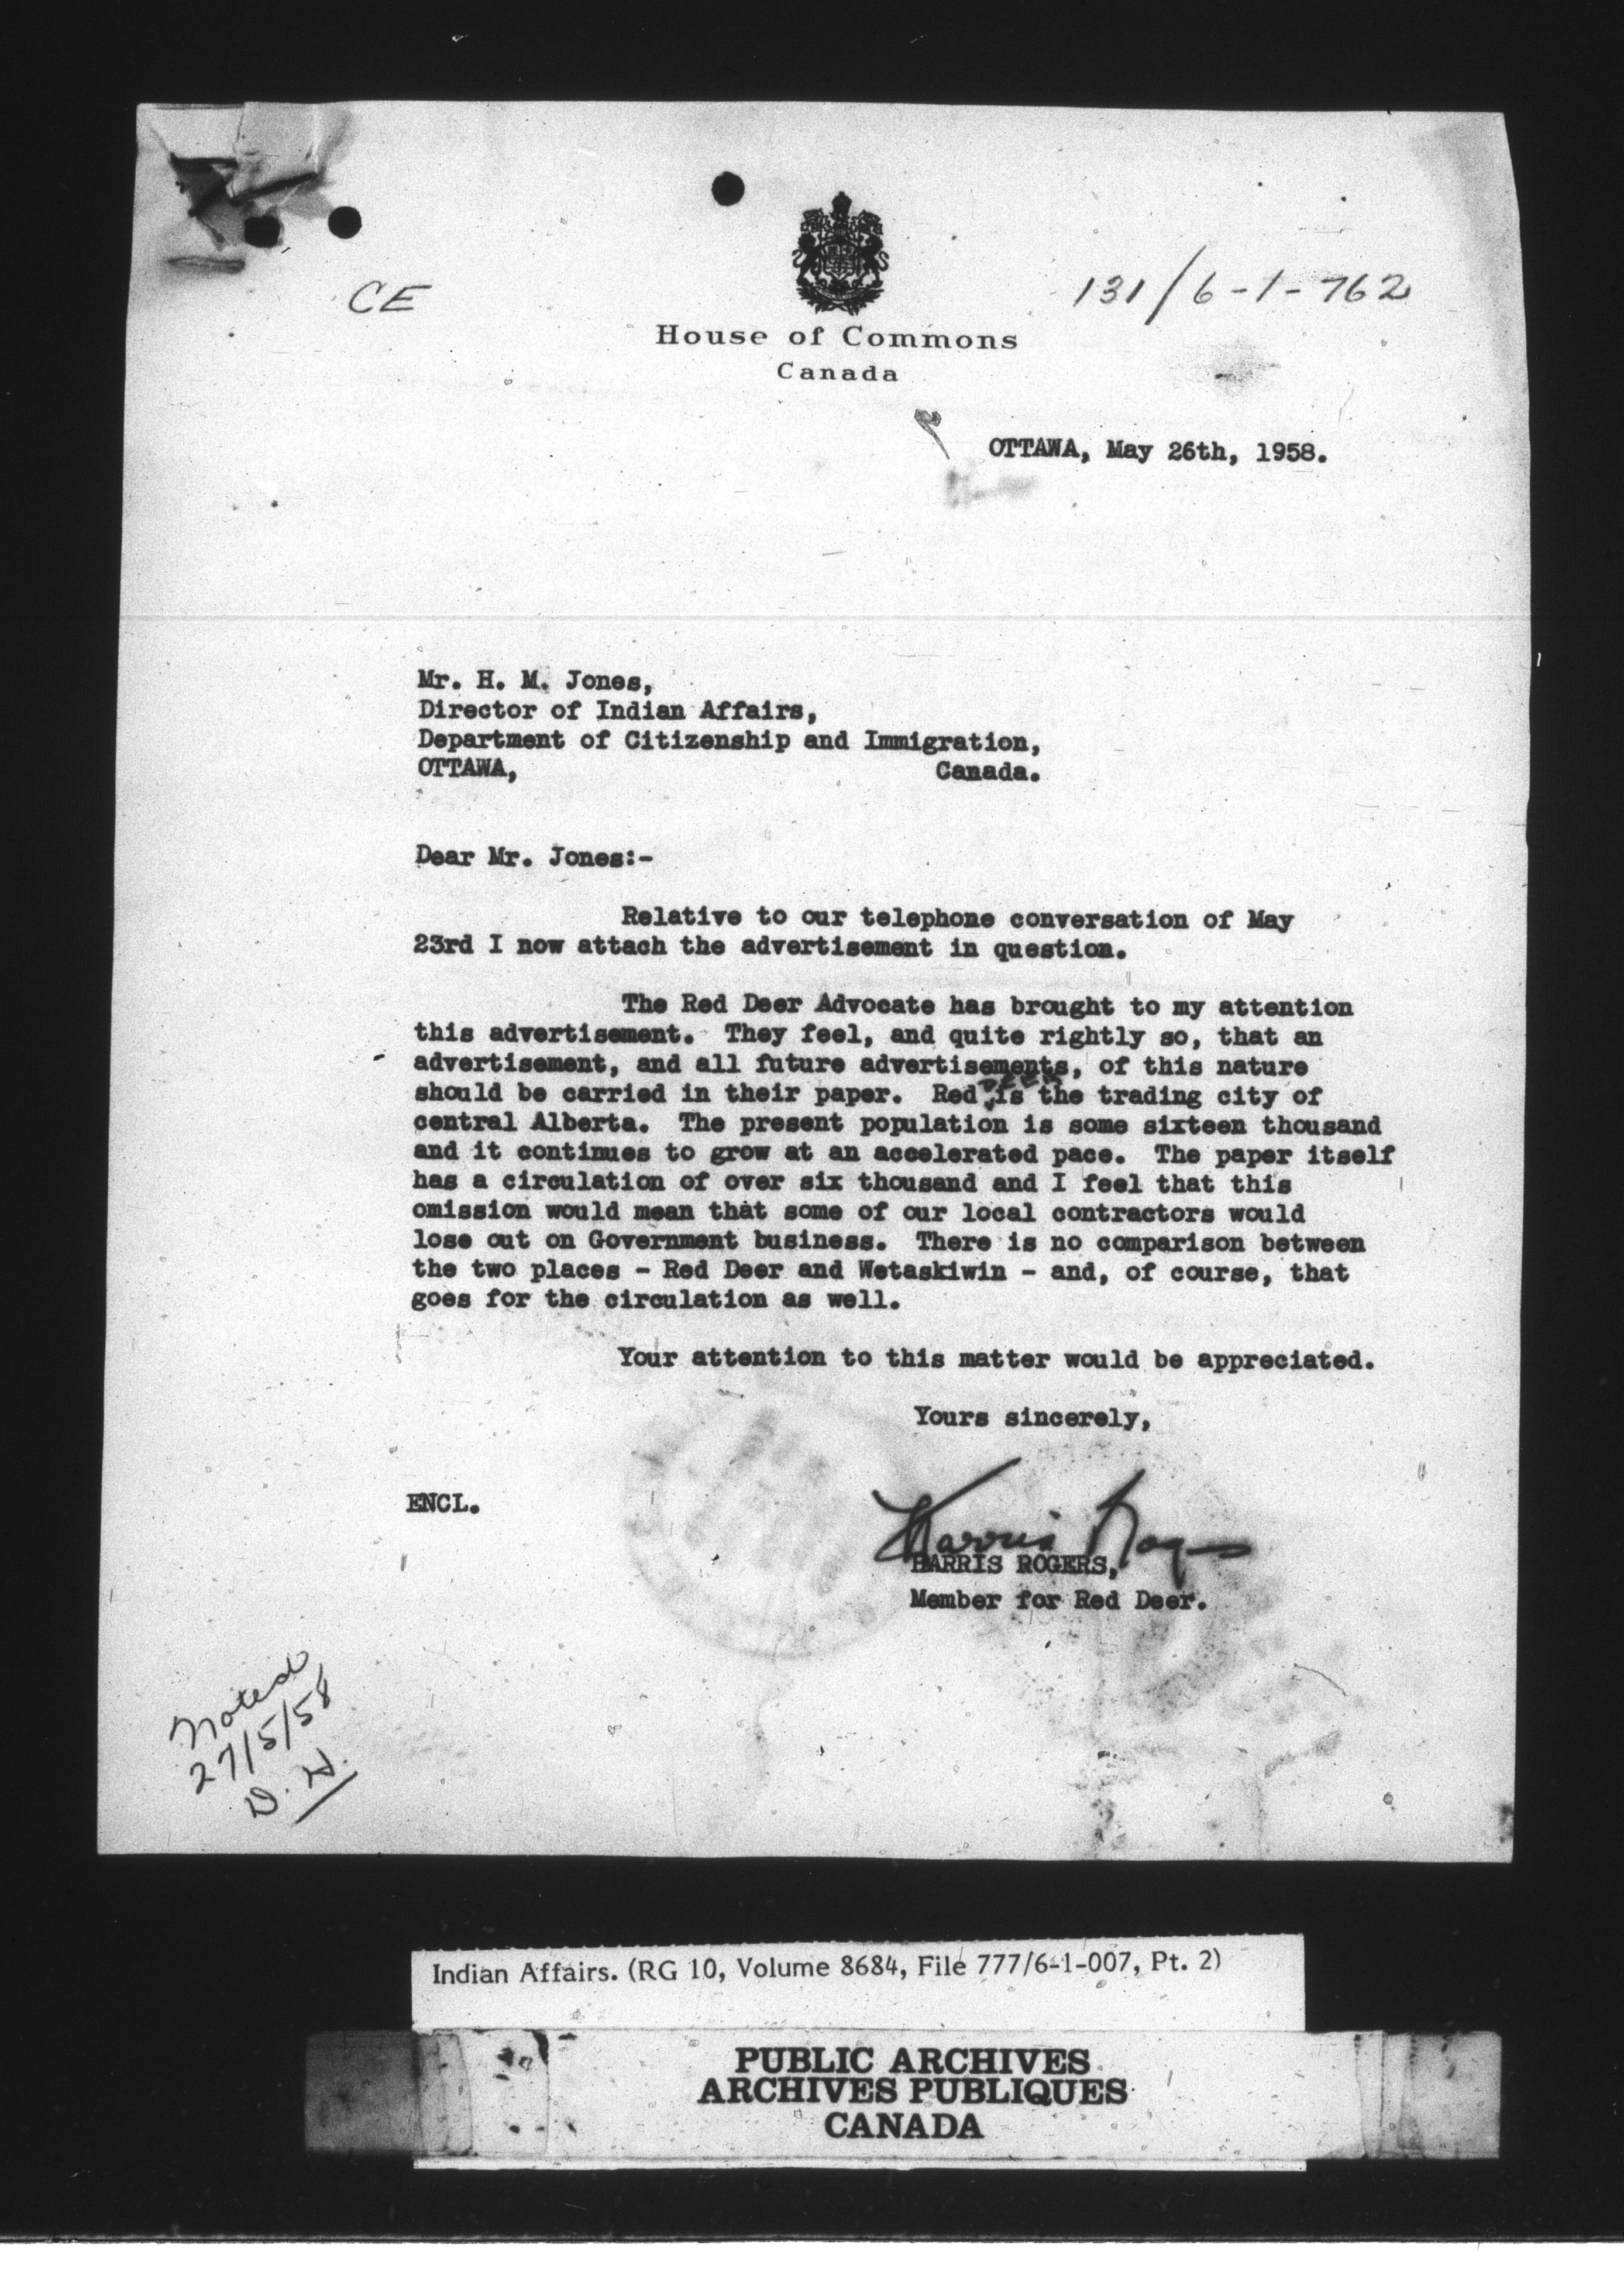 CE
131/6-1-762
House of Commons
Canada
OTTAWA, May 26th, 1958.
Mr. H. M. Jones,
Director of Indian Affairs,
Department of Citizenship and Immigration,
OTTAWA, Canada.
Dear Mr. Jones:-
Relative to our telephone conversation of May
23rd I now attach the advertisement in question.
The Red Deer Advocate has brought to my attention
this advertisement. They feel, and quite rightly so, that an
advertisement, and all future advertisements, of this nature
should be carried in their paper. Red DEER is the trading city of
central Alberta. The present population is some sixteen thousand
and it continues to grow at an accelerated pace. The paper itself
has a circulation of over six thousand and I feel that this
omission would mean that some of our local contractors would
lose out on Government business. There is no comparison between
the two places - Red Deer and Wetaskiwin - and, of course, that
goes for the circulation as well.
Your attention to this matter would be appreciated.
Yours sincerely,
ENCL.
Harris Rogers
HARRIS ROGERS,
Member for Red Deer.
Noted
27/5/58
Indian Affairs. (RG 10, Volume 8684, File 777/6-1-007, Pt. 2)
PUBLIC ARCHIVES
ARCHIVES PUBLIQUES
CANADA